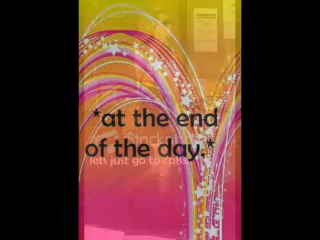 *at the end
of the day.*
lets just go to